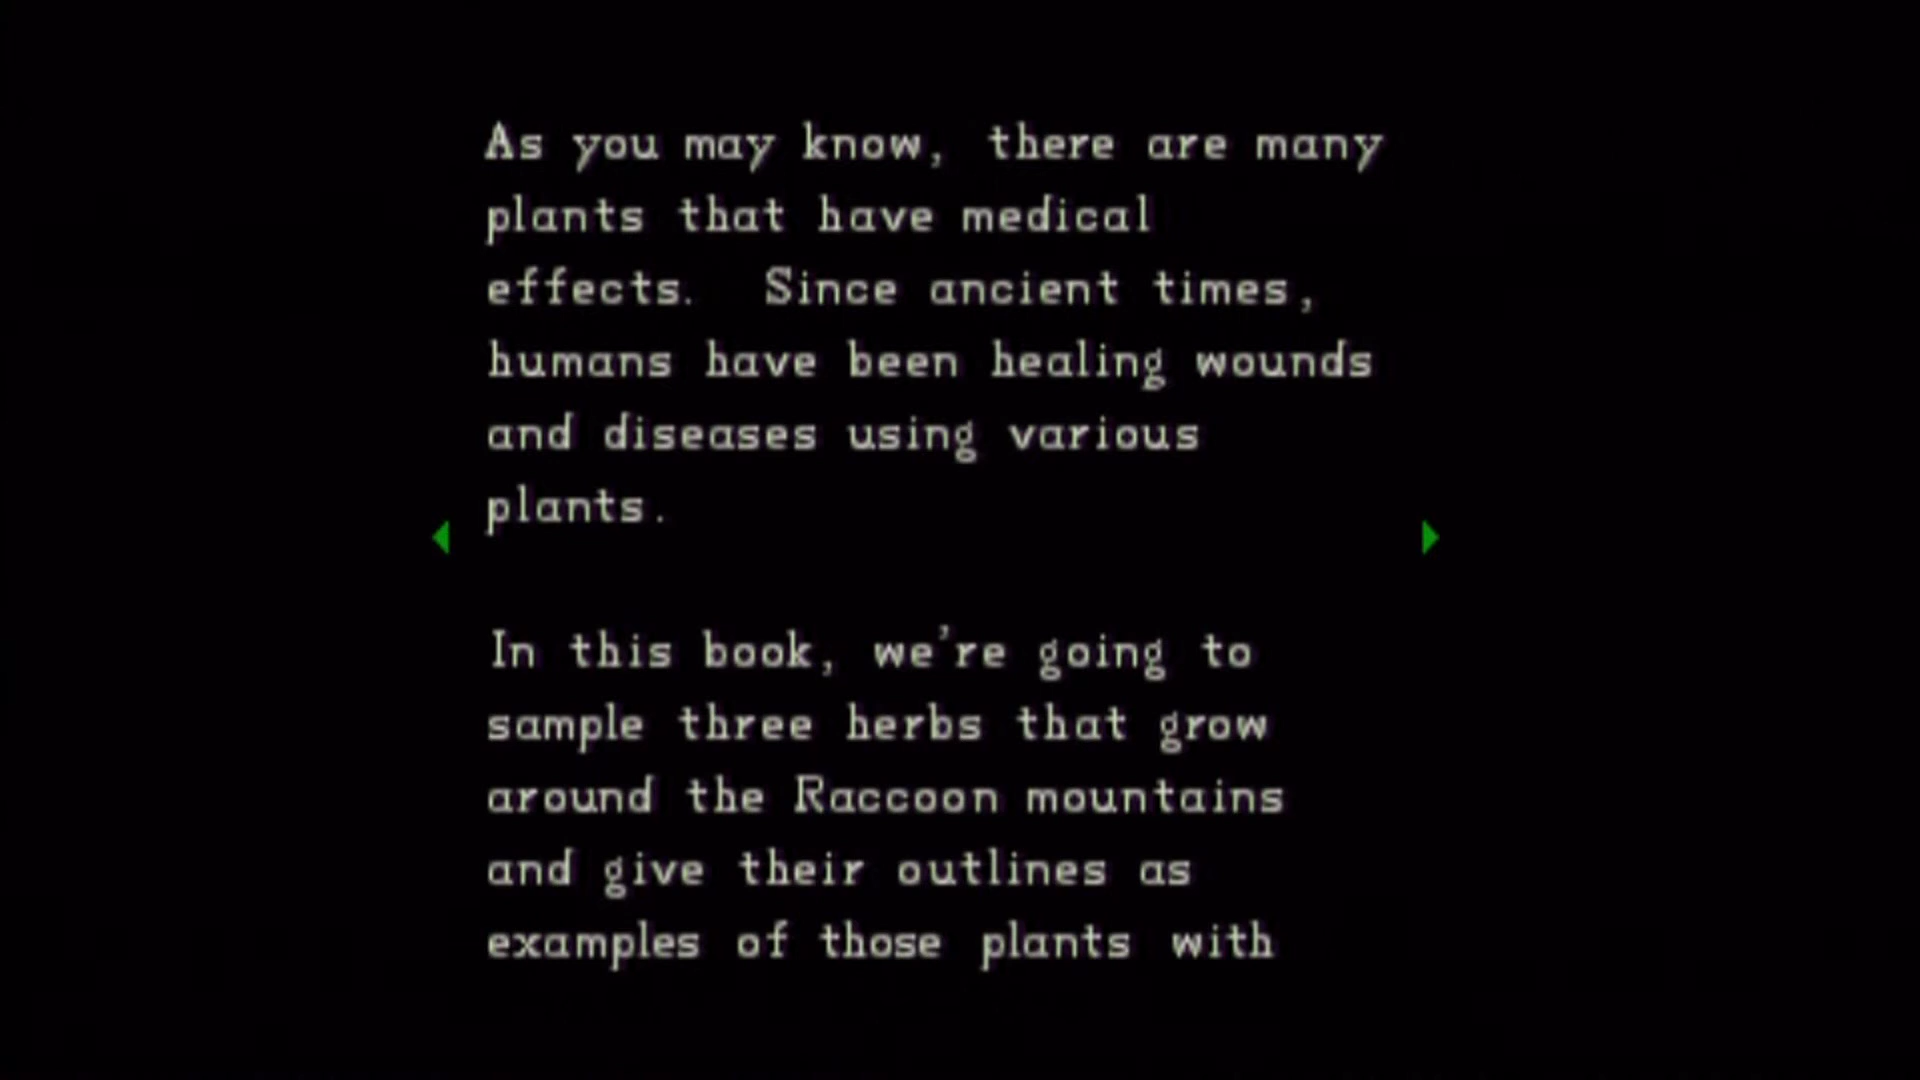 As you may know, there are many
plants that have medical
effects. Since ancient times,
humans have been healing wounds
and diseases using various
plants.
In this book, we're going to
sample three herbs that grow
around the Raccoon mountains
and give their outlines as
examples of those plants with